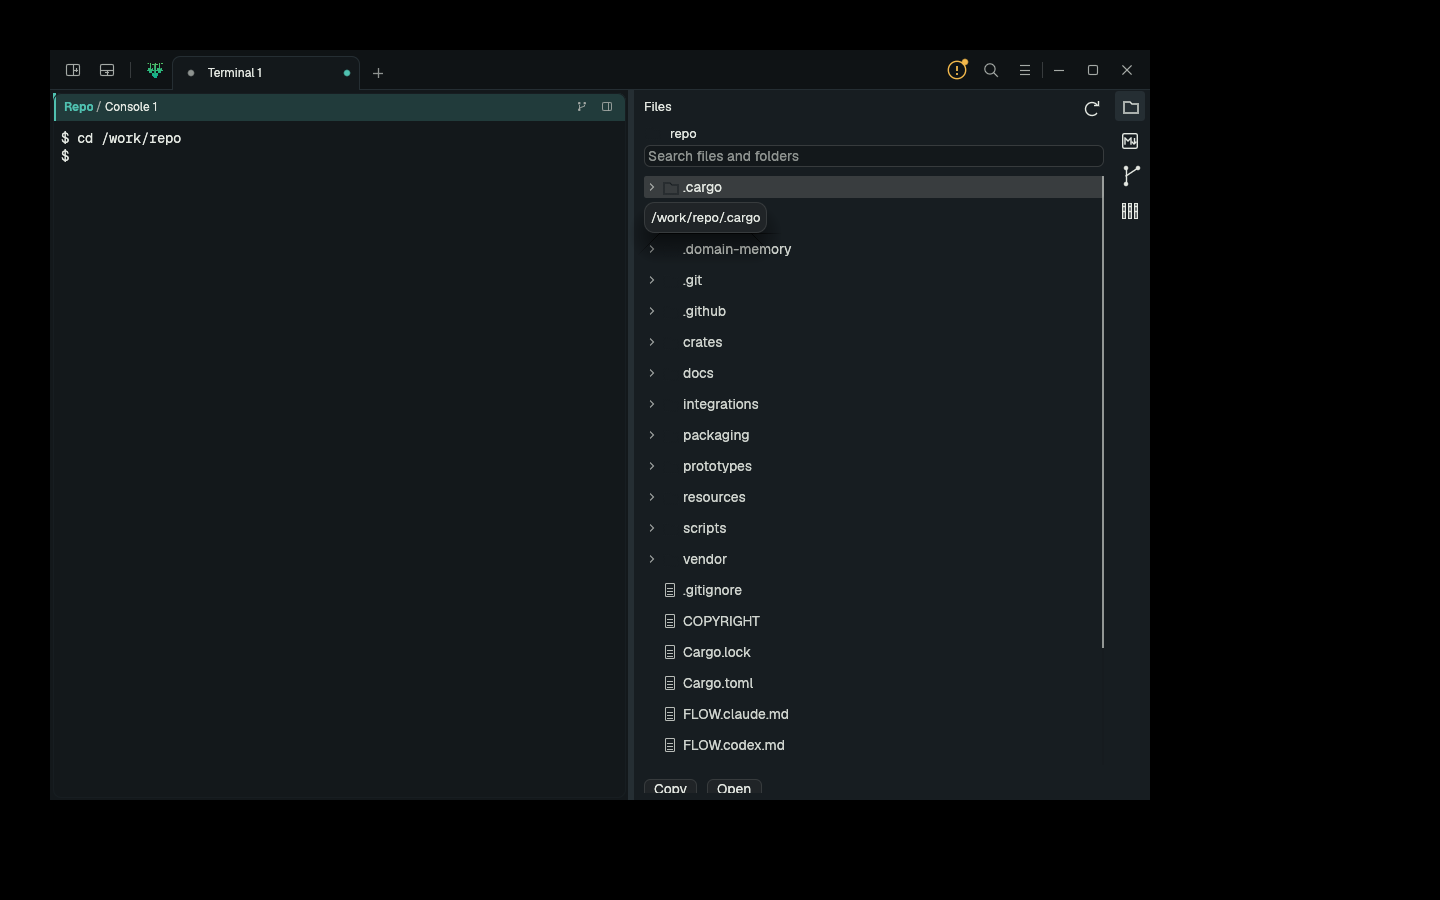 Terminal 1
Repo / Console 1
$ cd /work/repo
$
Files
repo
Search files and folders
.cargo
/work/repo/.cargo
.domain-memory
.git
.github
crates
docs
integrations
packaging
prototypes
resources
scripts
vendor
.gitignore
COPYRIGHT
Cargo.lock
Cargo.toml
FLOW.claude.md
FLOW.codex.md
Copy Open